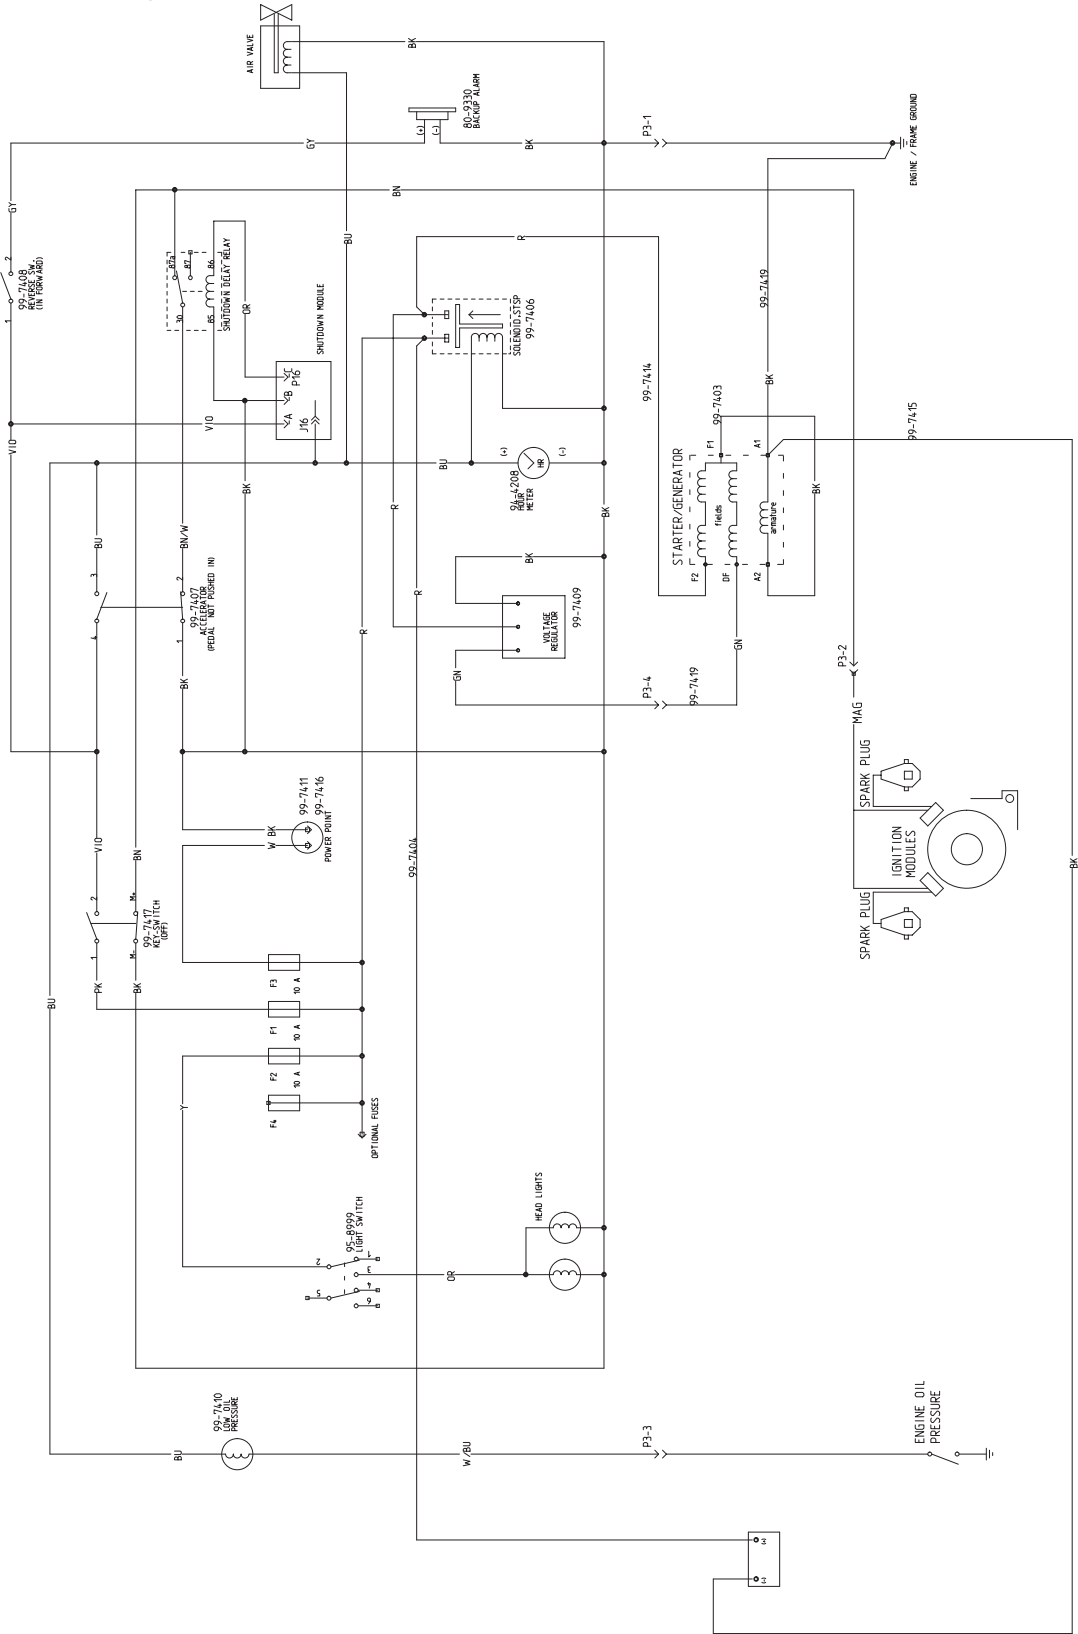 AIR VALVE
BK
80-9330
BACKUP ALARM
(+)
(-)
GY
BK
P3-1
ENGINE / FRAME GROUND
GY
2
99-7408
REVERSE SW.
(IN FORWARD)
1
VIO
BN
87a
87
86
30
85
SHUTDOWN DELAY RELAY
OR
BU
R
SOLENOID,STSP
99-7406
99-7419
SHUTDOWN MODULE
C
P16
B
A
J16
VIO
BK
99-7414
99-7403
BK
99-7415
BU
(+)
HR
(-)
94-4208
HOUR
METER
R
BK
STARTER/GENERATOR
F1
A1
fields
armature
F2
DF
A2
BK
BU
BN/W
3
4
2
99-7407
ACCELERATOR
(PEDAL NOT PUSHED IN)
1
BK
R
R
BK
VOLTAGE
REGULATOR
99-7409
GN
P3-4
99-7419
GN
P3-2
MAG
SPARK PLUG
IGNITION
MODULES
SPARK PLUG
99-7411
99-7416
POWER POINT
BK
W
99-7404
BK
VIO
BN
2
M+
99-7417
KEY-SWITCH
(OFF)
1
M-
PK
BK
BU
F3
10 A
F1
10 A
F2
10 A
F4
OPTIONAL FUSES
Y
95-8999
LIGHT SWITCH
2
1
3
4
5
6
OR
HEAD LIGHTS
99-7410
LOW OIL
PRESSURE
BU
W/BU
P3-3
ENGINE OIL
PRESSURE
(+)
(-)